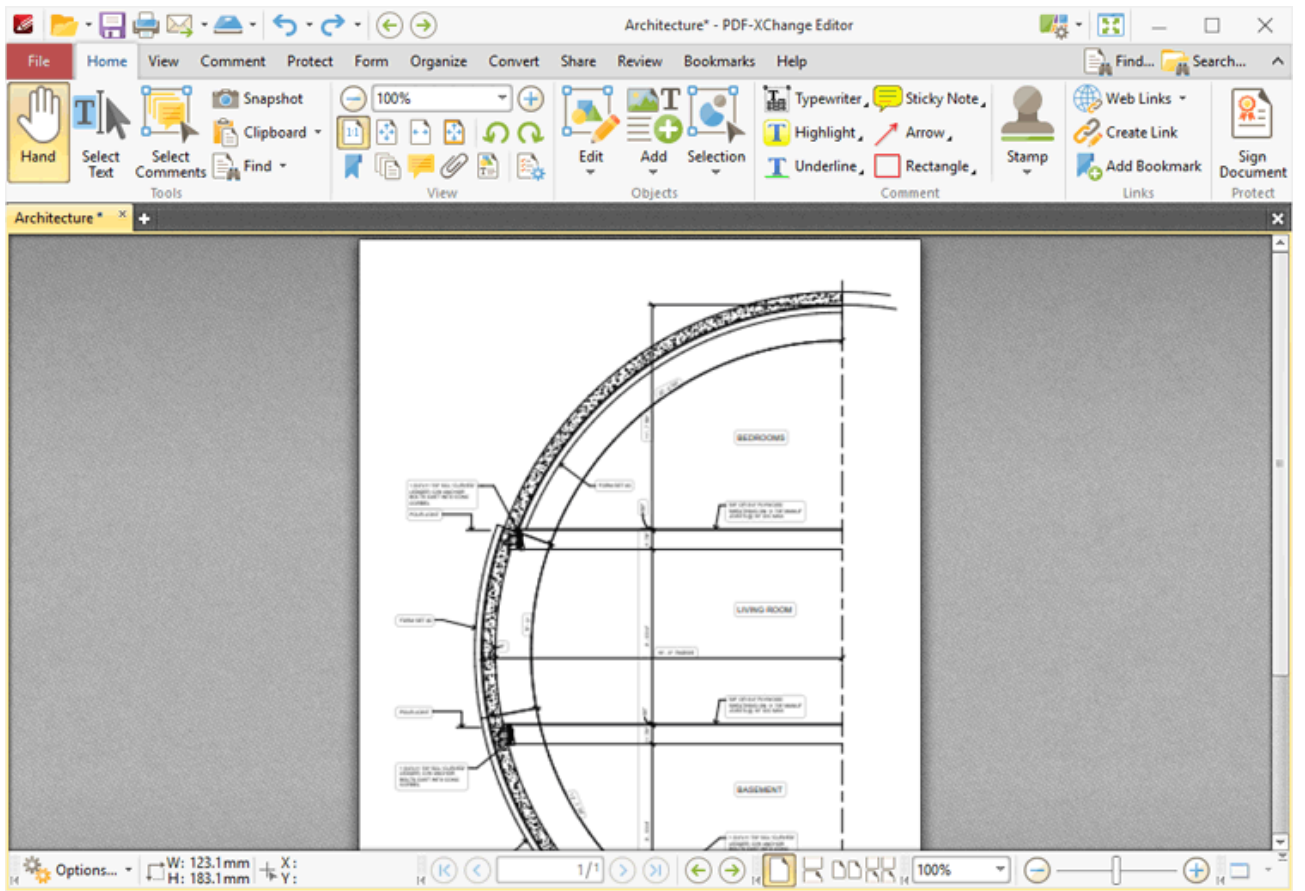 Architecture* - PDF-XChange Editor
File Home View Comment Protect Form Organize Convert Share Review Bookmarks Help Find... Search...
Hand
Select
Text
Select
Comments
Snapshot
Clipboard
Find
Tools
100%
View
Edit
Add
Selection
Objects
Typewriter
Highlight
Underline
Sticky Note
Arrow
Rectangle
Stamp
Comment
Web Links
Create Link
Add Bookmark
Links
Sign
Document
Protect
Architecture *
BEDROOMS
LIVING ROOM
BASEMENT
Options... W: 123.1mm X:
H: 183.1mm Y:
1/1
100%